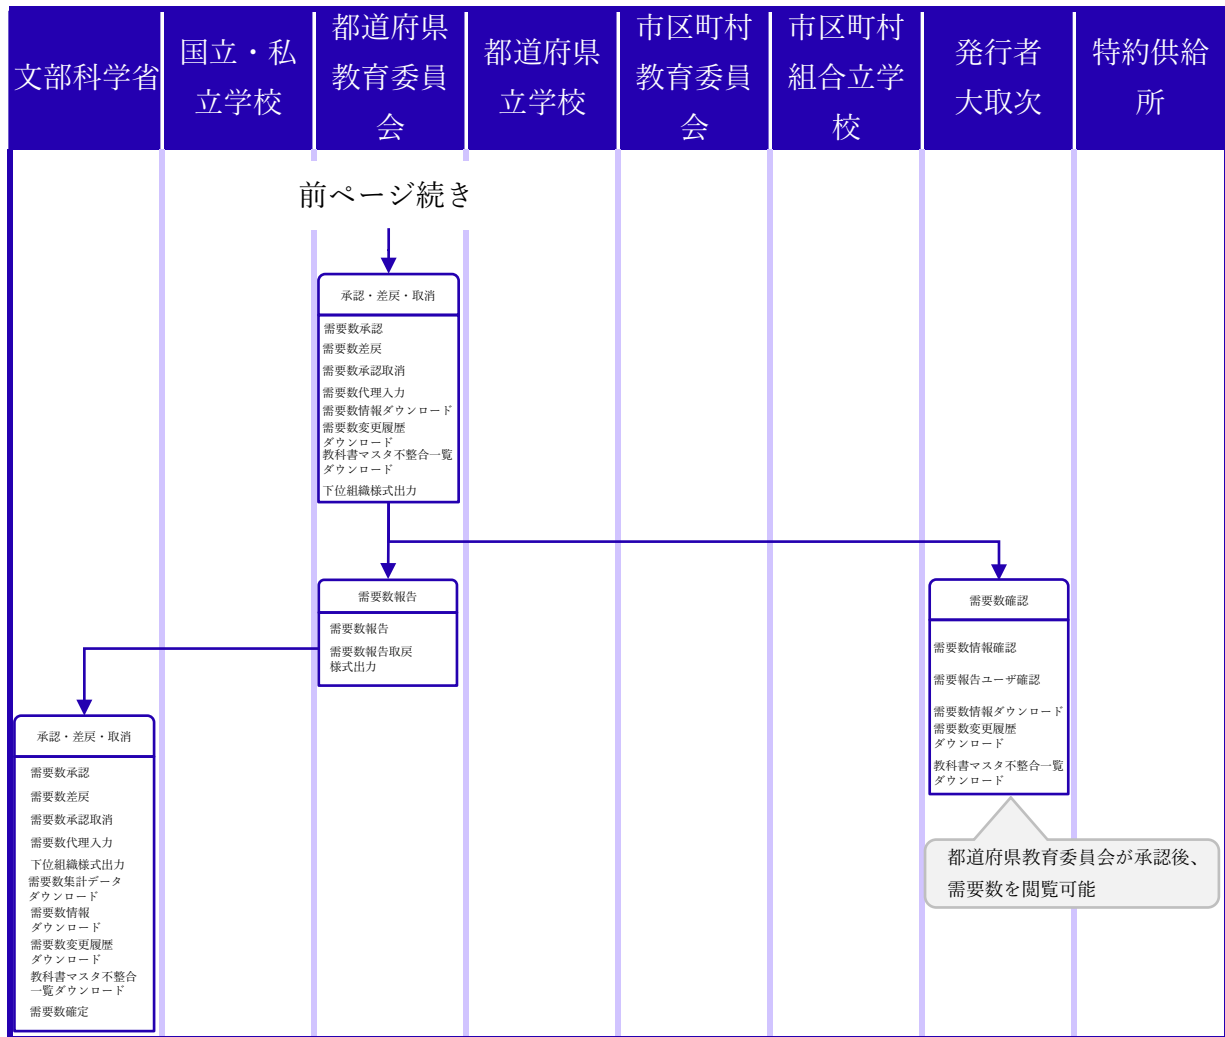 文部科学省
国立・私
立学校
都道府県
教育委員
会
都道府県
立学校
市区町村
教育委員
会
市区町村
組合立学
校
発行者
大取次
特約供給
所
前ページ続き
承認・差戻・取消
需要数承認
需要数差戻
需要数承認取消
需要数代理入力
需要数情報ダウンロード
需要数変更履歴
ダウンロード
教科書マスタ不整合一覧
ダウンロード
下位組織様式出力
需要数報告
需要数報告
需要数報告取戻
様式出力
需要数確認
需要数情報確認
需要報告ユーザ確認
需要数情報ダウンロード
需要数変更履歴
ダウンロード
教科書マスタ不整合一覧
ダウンロード
都道府県教育委員会が承認後、
需要数を閲覧可能
承認・差戻・取消
需要数承認
需要数差戻
需要数承認取消
需要数代理入力
下位組織様式出力
需要数集計データ
ダウンロード
需要数情報
ダウンロード
需要数変更履歴
ダウンロード
教科書マスタ不整合
一覧ダウンロード
需要数確定